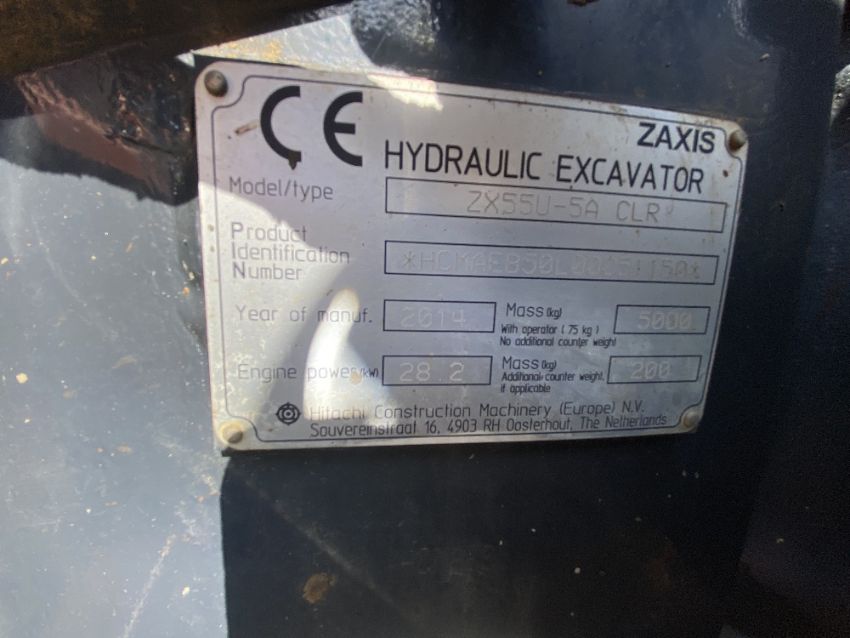 CE
ZAXIS
HYDRAULIC EXCAVATOR
Model/type ZX55U-5A CLR
Product
Identification
Number
Year of manuf. 2014 Mass (kg) 5000
With operator (75 kg)
No additional counter weight
Engine power (kW) 28.2 Mass (kg) 200
Additional counter weight,
if applicable
Hitachi Construction Machinery (Europe) N.V.
Souvereinstraat 16, 4903 RH Oosterhout, The Netherlands